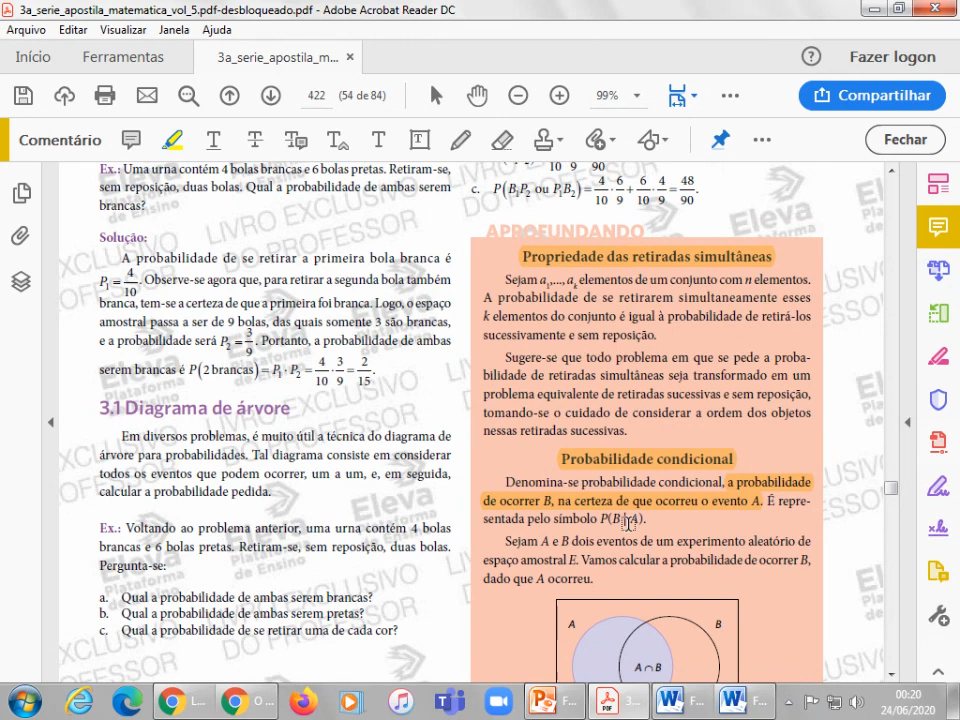 3a_serie_apostila_matematica_vol_5.pdf-desbloqueado.pdf - Adobe Acrobat Reader DC
Arquivo Editar Visualizar Janela Ajuda
Início Ferramentas 3a_serie_apostila_m... × Fazer logon
422 (54 de 84) 99% Compartilhar
Comentário Fechar
Ex.: Uma urna contém 4 bolas brancas e 6 bolas pretas. Retiram-se,
sem reposição, duas bolas. Qual a probabilidade de ambas serem
brancas?
Solução:
A probabilidade de se retirar a primeira bola branca é
P₁ = 4/10. Observe-se agora que, para retirar a segunda bola também
branca, tem-se a certeza de que a primeira foi branca. Logo, o espaço
amostral passa a ser de 9 bolas, das quais somente 3 são brancas,
e a probabilidade será P₂ = 3/9. Portanto, a probabilidade de ambas
serem brancas é P(2 brancas) = P₁ · P₂ = 4/10 · 3/9 = 2/15.
3.1 Diagrama de árvore
Em diversos problemas, é muito útil a técnica do diagrama de
árvore para probabilidades. Tal diagrama consiste em considerar
todos os eventos que podem ocorrer, um a um, e, em seguida,
calcular a probabilidade pedida.
Ex.: Voltando ao problema anterior, uma urna contém 4 bolas
brancas e 6 bolas pretas. Retiram-se, sem reposição, duas bolas.
Pergunta-se:
a. Qual a probabilidade de ambas serem brancas?
b. Qual a probabilidade de ambas serem pretas?
c. Qual a probabilidade de se retirar uma de cada cor?
10 9 90
c. P(B₁P₂ ou P₁B₂) = 4/10 · 6/9 + 6/10 · 4/9 = 48/90.
APROFUNDANDO
Propriedade das retiradas simultâneas
Sejam a₁,..., aₖ elementos de um conjunto com n elementos.
A probabilidade de se retirarem simultaneamente esses
k elementos do conjunto é igual à probabilidade de retirá-los
sucessivamente e sem reposição.
Sugere-se que todo problema em que se pede a proba-
bilidade de retiradas simultâneas seja transformado em um
problema equivalente de retiradas sucessivas e sem reposição,
tomando-se o cuidado de considerar a ordem dos objetos
nessas retiradas sucessivas.
Probabilidade condicional
Denomina-se probabilidade condicional, a probabilidade
de ocorrer B, na certeza de que ocorreu o evento A. É repre-
sentada pelo símbolo P(B|A).
Sejam A e B dois eventos de um experimento aleatório de
espaço amostral E. Vamos calcular a probabilidade de ocorrer B,
dado que A ocorreu.
A B
A ∩ B
LIVRO EXCLUSIVO
DO PROFESSOR
Eleva
Plataforma
de Ensino
L... O ... F... 3... F... F...
00:20
24/06/2020